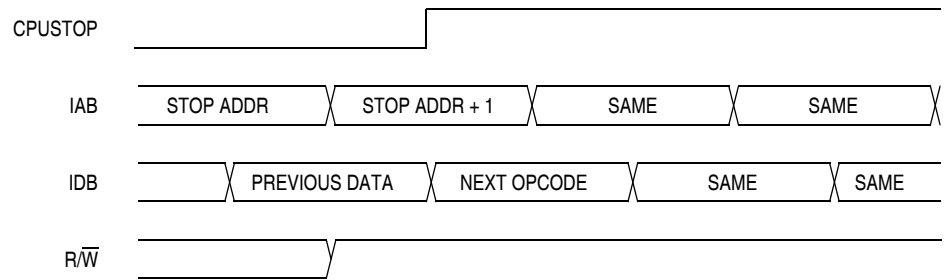 CPUSTOP
IAB STOP ADDR STOP ADDR + 1 SAME SAME
IDB PREVIOUS DATA NEXT OPCODE SAME SAME
R/W̅